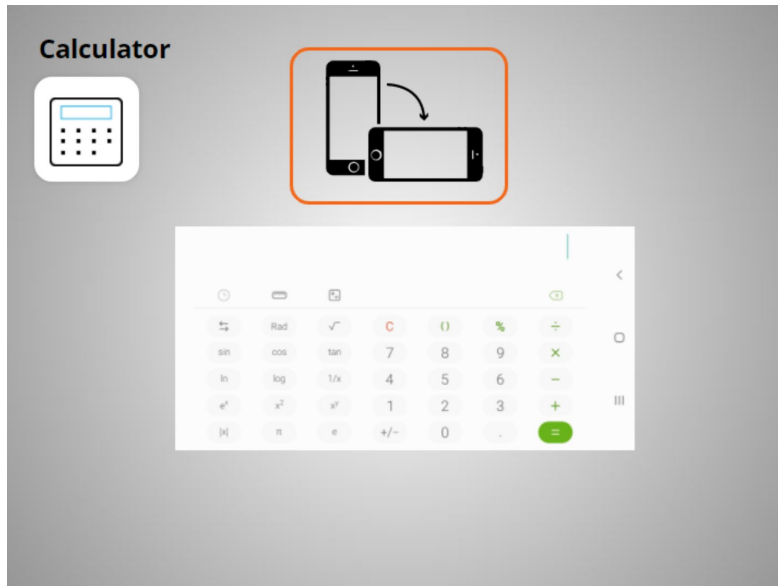 Calculator
Rad √ C () % ÷
sin cos tan 7 8 9 ×
ln log 1/x 4 5 6 −
eˣ x² xʸ 1 2 3 +
|x| π e +/− 0 . =